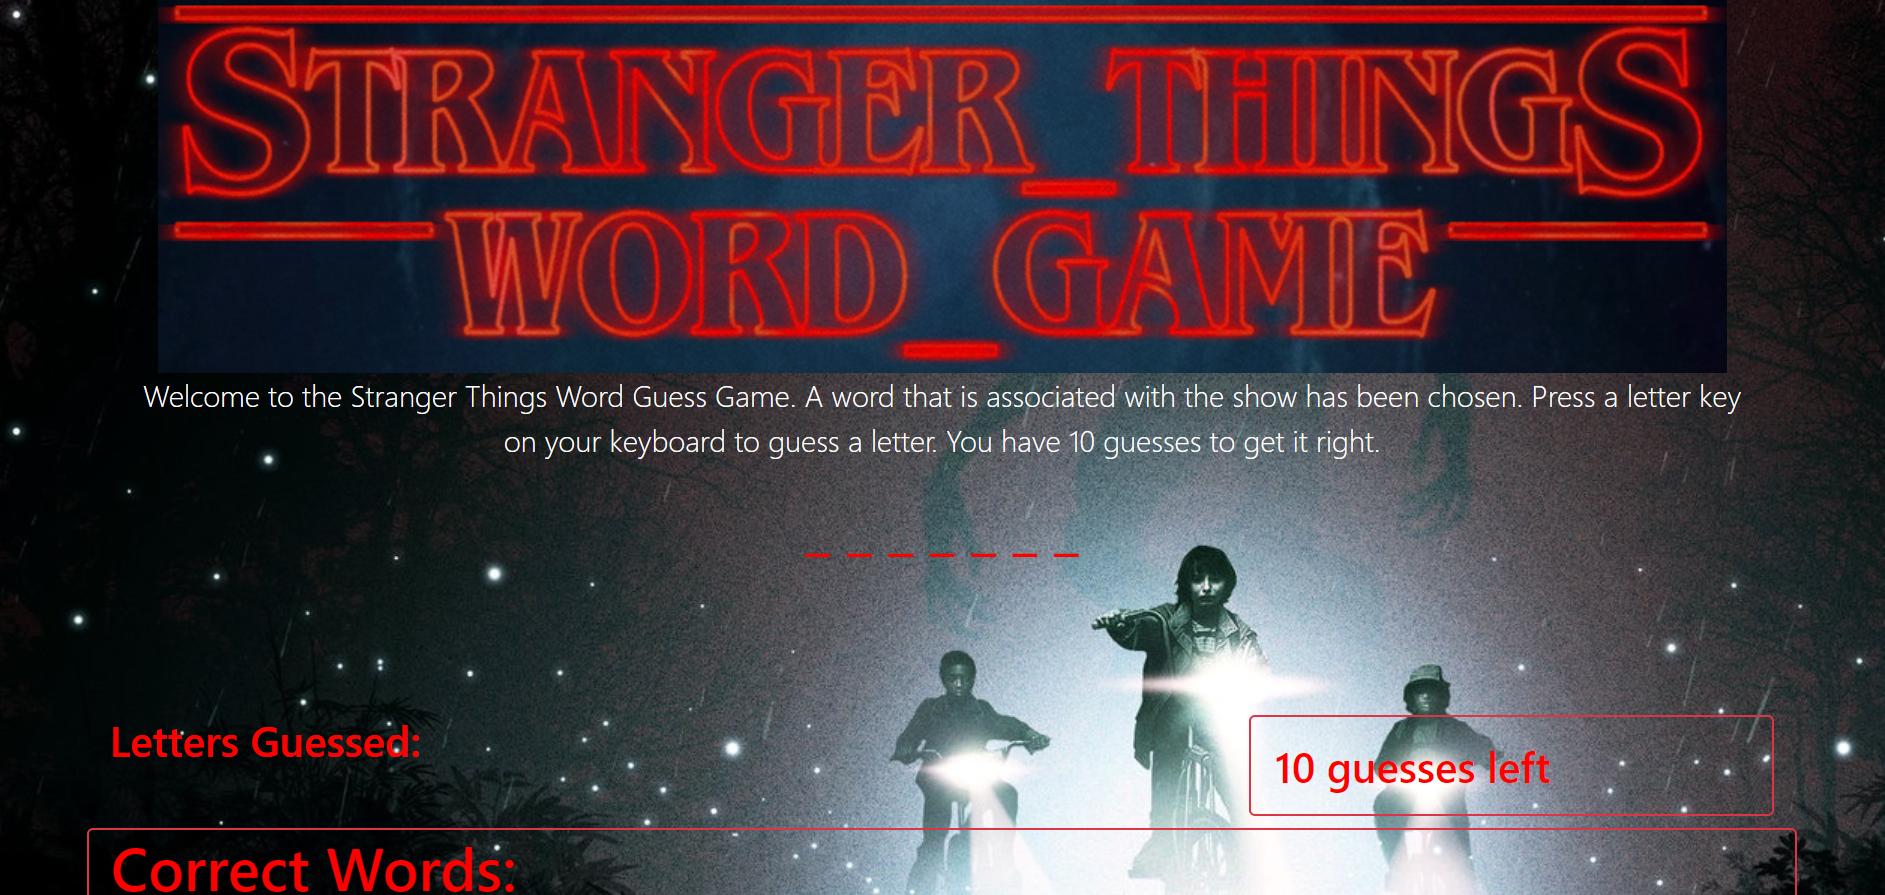 STRANGER THINGS
WORD GAME
Welcome to the Stranger Things Word Guess Game. A word that is associated with the show has been chosen. Press a letter key
on your keyboard to guess a letter. You have 10 guesses to get it right.
_ _ _ _ _ _ _
Letters Guessed:
10 guesses left
Correct Words: